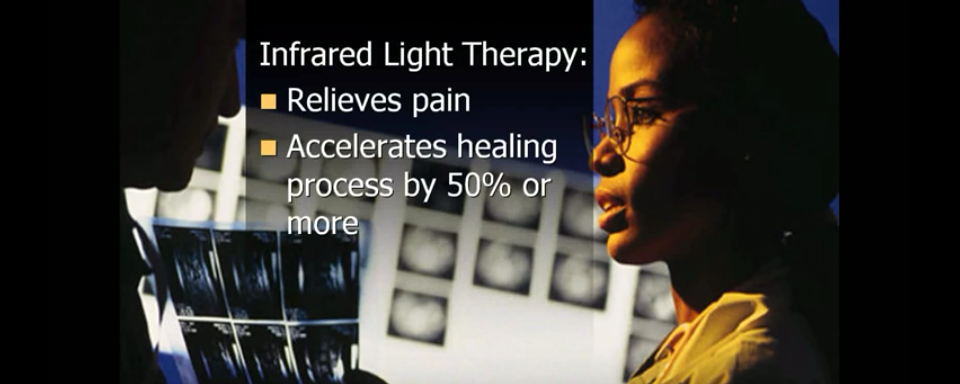 Infrared Light Therapy:
Relieves pain
Accelerates healing
process by 50% or
more